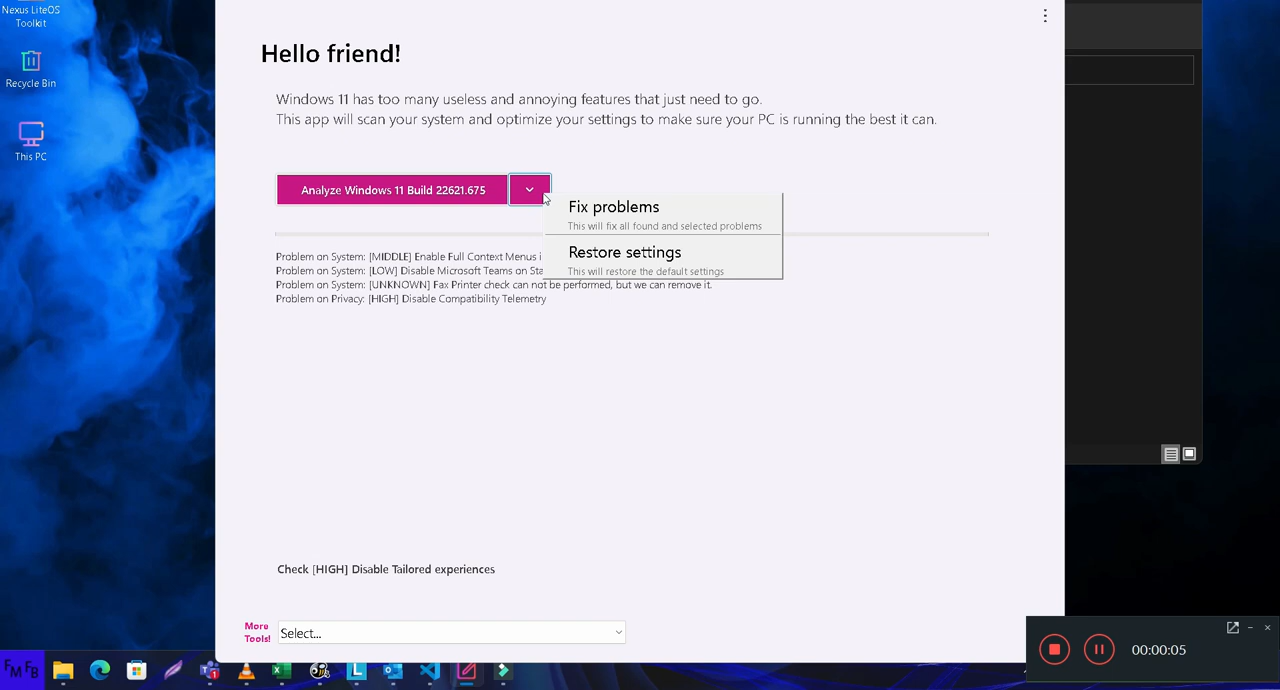 Nexus LiteOS
Toolkit
Recycle Bin
This PC
Hello friend!
Windows 11 has too many useless and annoying features that just need to go.
This app will scan your system and optimize your settings to make sure your PC is running the best it can.
Analyze Windows 11 Build 22621.675
Fix problems
This will fix all found and selected problems
Restore settings
This will restore the default settings
Problem on System: [MIDDLE] Enable Full Context Menus i
Problem on System: [LOW] Disable Microsoft Teams on Sta
Problem on System: [UNKNOWN] Fax Printer check can not be performed, but we can remove it.
Problem on Privacy: [HIGH] Disable Compatibility Telemetry
Check [HIGH] Disable Tailored experiences
More
Tools!
Select...
00:00:05
FM FB